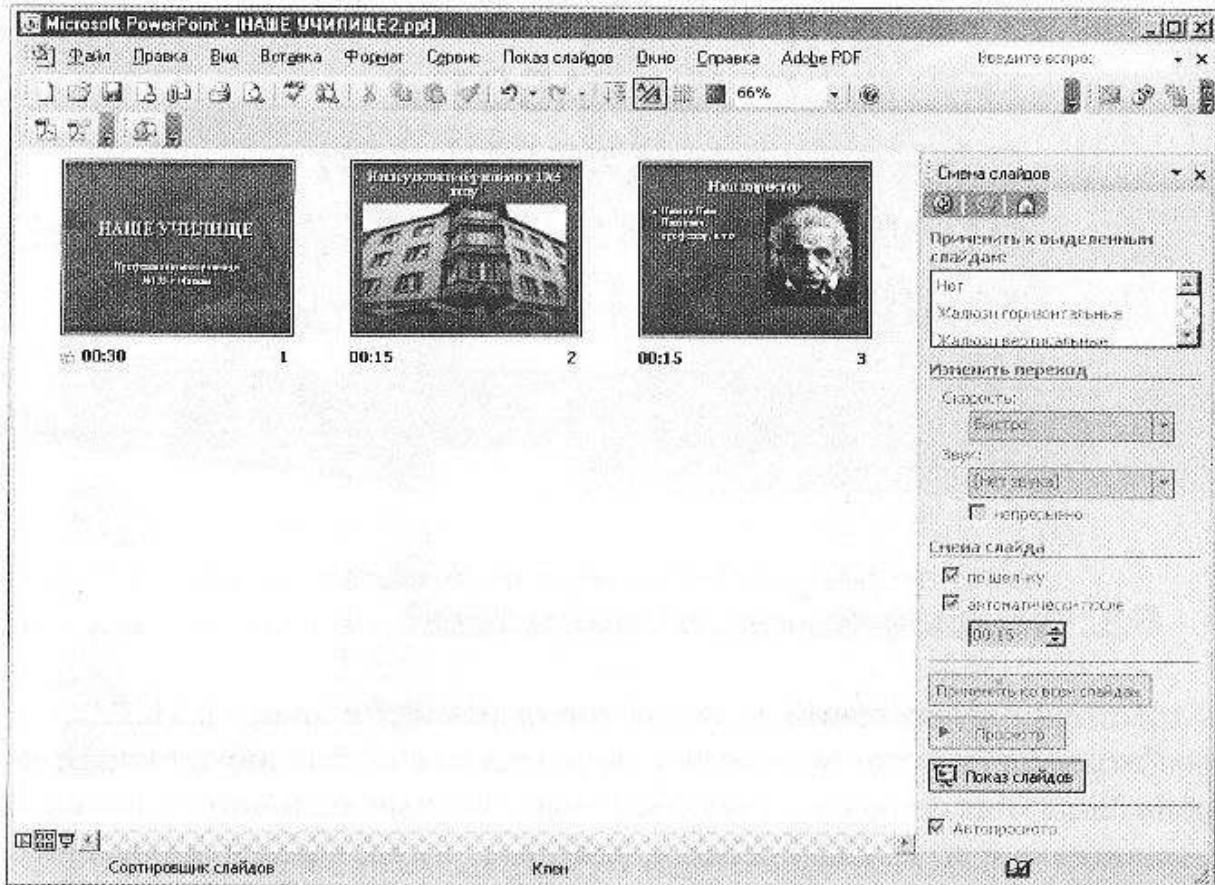 Microsoft PowerPoint - [НАШЕ УЧИЛИЩЕ2.ppt]
Файл Правка Вид Вставка Формат Сервис Показ слайдов Окно Справка Adobe PDF
Введите вопрос
66%
НАШЕ УЧИЛИЩЕ
Наш директор
профессор, к.т.н.
00:30 1
00:15 2
00:15 3
Смена слайдов
Применить к выделенным
слайдам:
Нет
Жалюзи горизонтальные
Жалюзи вертикальные
Изменить переход
Скорость:
Быстро
Звук:
[Нет звука]
непрерывно
Смена слайда
по щелчку
автоматически после
00:15
Применить ко всем слайдам
Просмотр
Показ слайдов
Автопросмотр
Сортировщик слайдов Клен